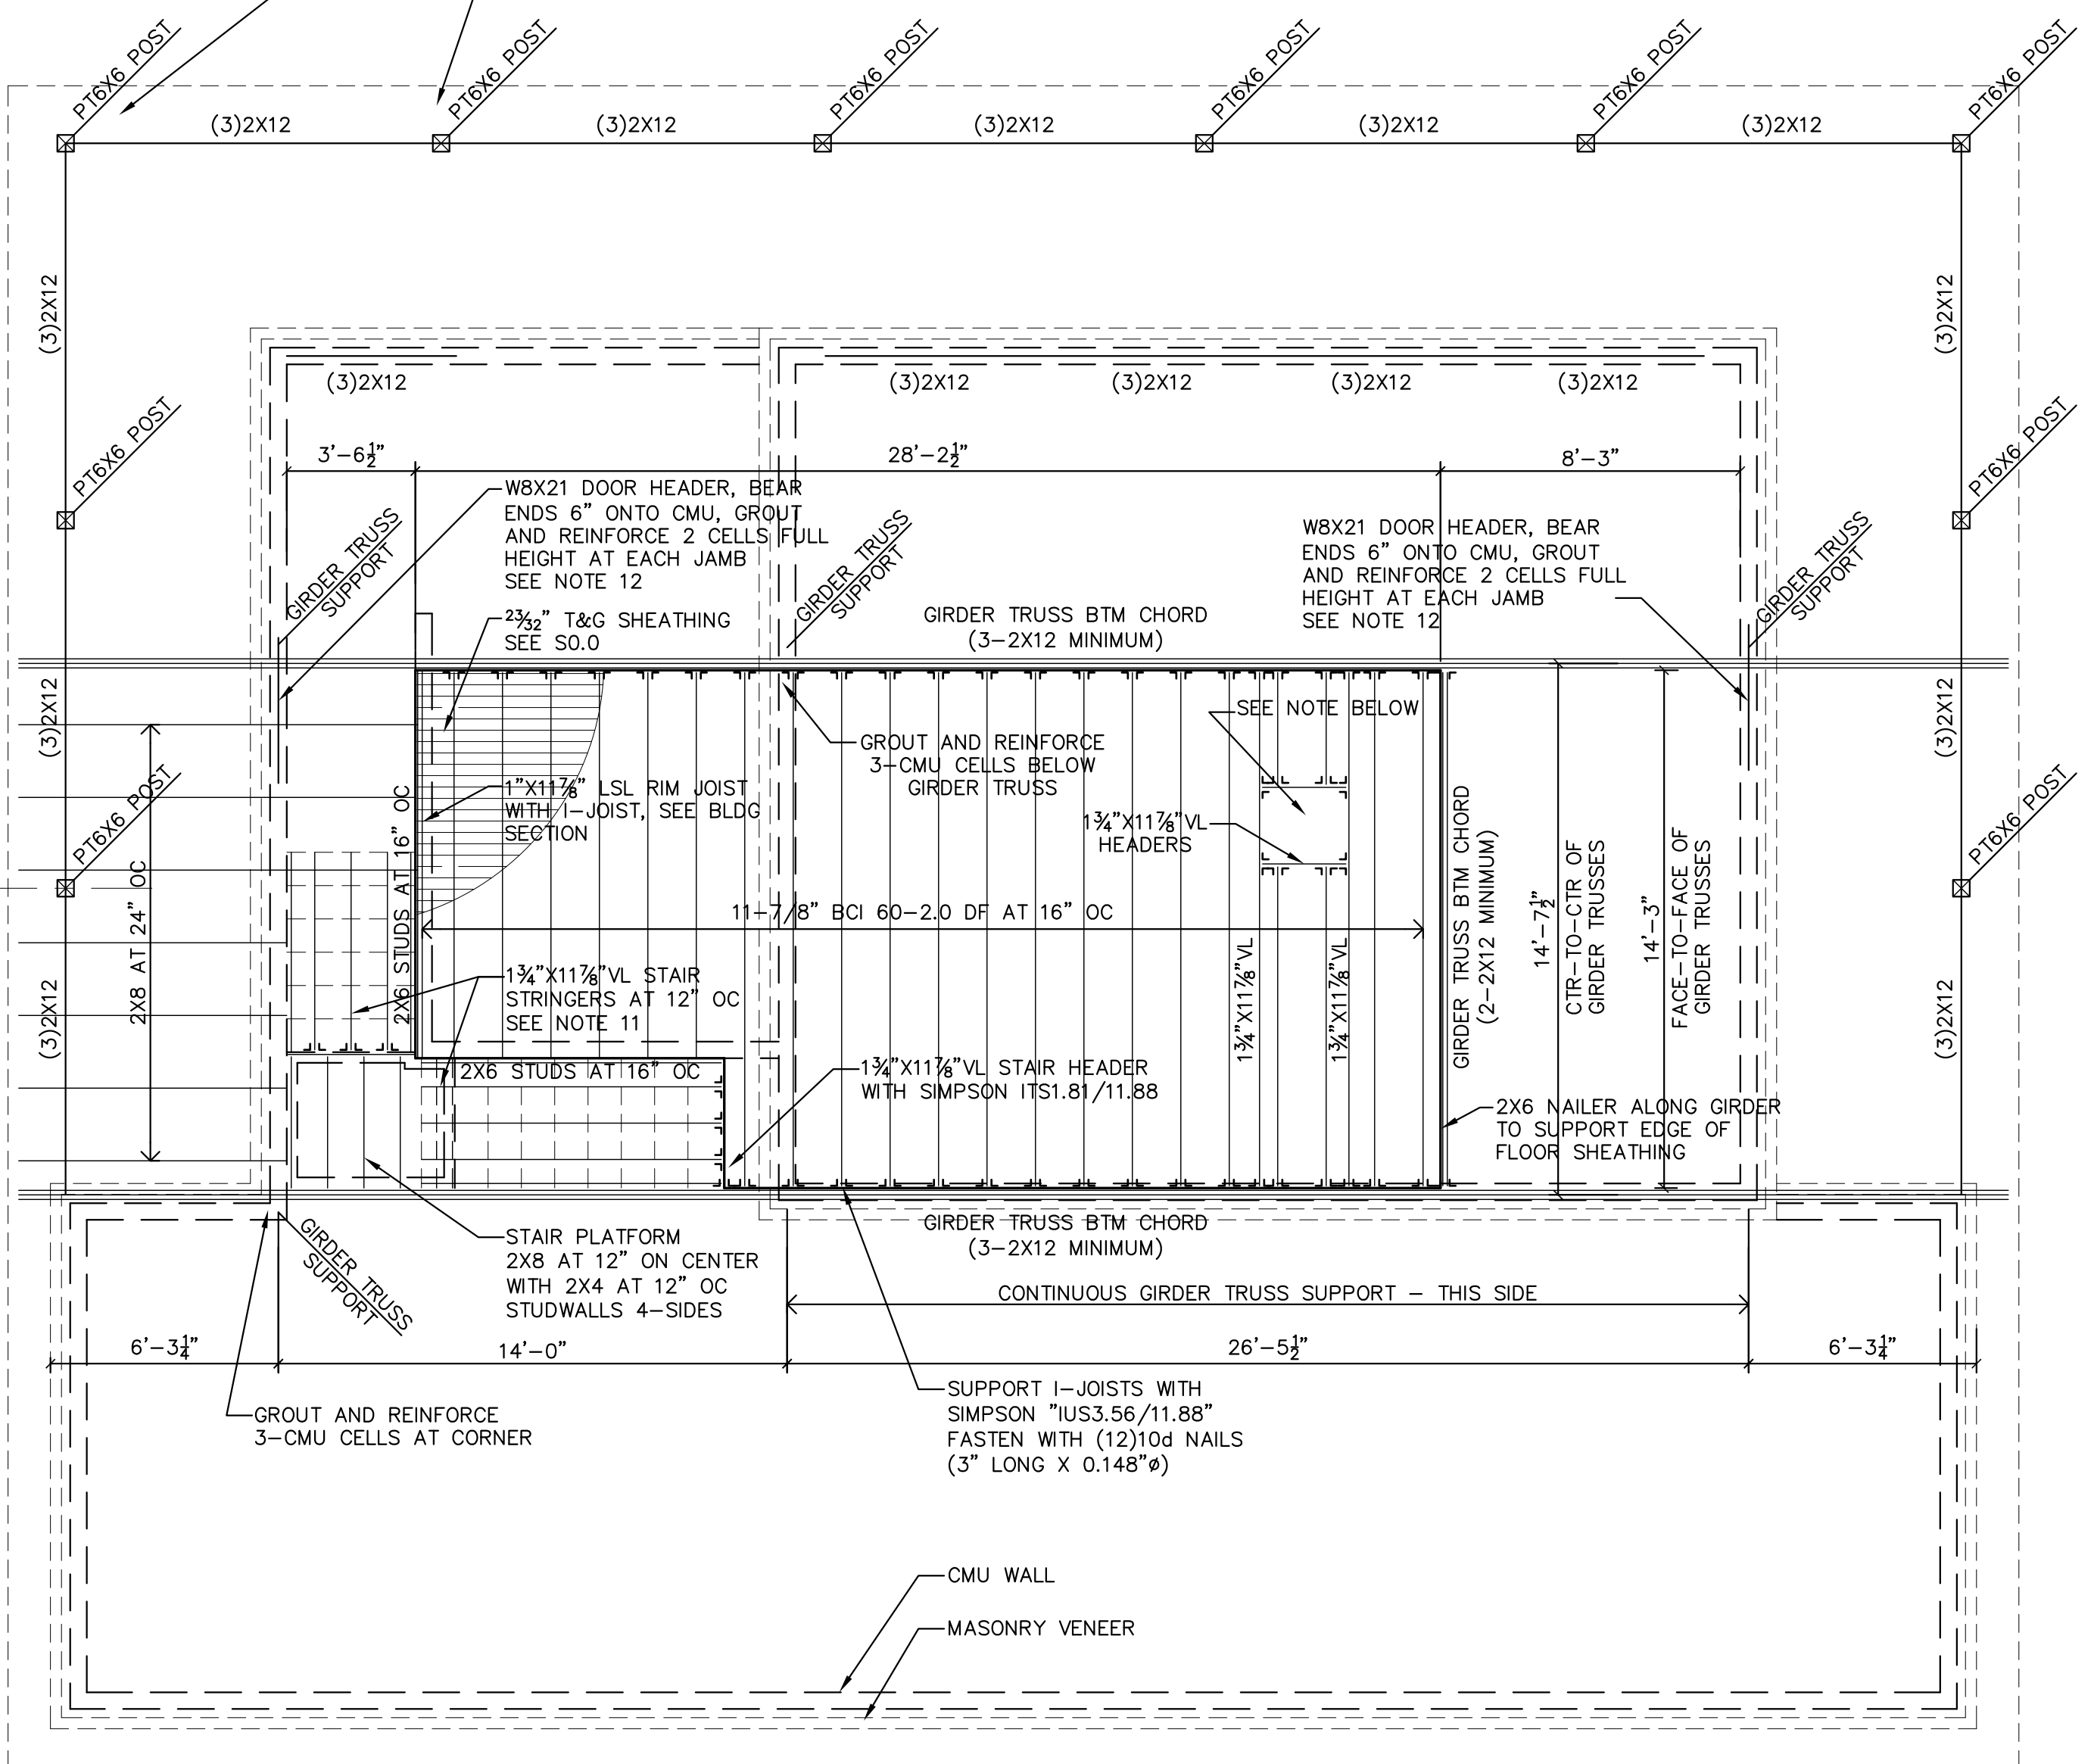 PT6X6 POST
PT6X6 POST
PT6X6 POST
PT6X6 POST
PT6X6 POST
PT6X6 POST
(3)2X12
(3)2X12
(3)2X12
(3)2X12
(3)2X12
(3)2X12
(3)2X12
(3)2X12
(3)2X12
(3)2X12
(3)2X12
(3)2X12
PT6X6 POST
PT6X6 POST
3'-6½"
28'-2½"
8'-3"
W8X21 DOOR HEADER, BEAR
ENDS 6" ONTO CMU, GROUT
AND REINFORCE 2 CELLS FULL
HEIGHT AT EACH JAMB
SEE NOTE 12
W8X21 DOOR HEADER, BEAR
ENDS 6" ONTO CMU, GROUT
AND REINFORCE 2 CELLS FULL
HEIGHT AT EACH JAMB
SEE NOTE 12
GIRDER TRUSS
SUPPORT
GIRDER TRUSS
SUPPORT
GIRDER TRUSS
SUPPORT
23/32" T&G SHEATHING
SEE S0.0
GIRDER TRUSS BTM CHORD
(3-2X12 MINIMUM)
(3)2X12
(3)2X12
SEE NOTE BELOW
GROUT AND REINFORCE
3-CMU CELLS BELOW
GIRDER TRUSS
PT6X6 POST
PT6X6 POST
1"X11⅞" LSL RIM JOIST
WITH I-JOIST, SEE BLDG
SECTION
1¾"X11⅞"VL
HEADERS
2X6 STUDS AT 16" OC
2X8 AT 24" OC
11-7/8" BCI 60-2.0 DF AT 16" OC
GIRDER TRUSS BTM CHORD
(2-2X12 MINIMUM)
14'-7½"
CTR-TO-CTR OF
GIRDER TRUSSES
14'-3"
FACE-TO-FACE OF
GIRDER TRUSSES
1¾"X11⅞"VL
1¾"X11⅞"VL
1¾"X11⅞"VL STAIR
STRINGERS AT 12" OC
SEE NOTE 11
(3)2X12
(3)2X12
2X6 STUDS AT 16" OC
1¾"X11⅞"VL STAIR HEADER
WITH SIMPSON ITS1.81/11.88
2X6 NAILER ALONG GIRDER
TO SUPPORT EDGE OF
FLOOR SHEATHING
GIRDER TRUSS
SUPPORT
STAIR PLATFORM
2X8 AT 12" ON CENTER
WITH 2X4 AT 12" OC
STUDWALLS 4-SIDES
GIRDER TRUSS BTM CHORD
(3-2X12 MINIMUM)
CONTINUOUS GIRDER TRUSS SUPPORT - THIS SIDE
6'-3¼"
14'-0"
26'-5½"
6'-3¼"
GROUT AND REINFORCE
3-CMU CELLS AT CORNER
SUPPORT I-JOISTS WITH
SIMPSON "IUS3.56/11.88"
FASTEN WITH (12)10d NAILS
(3" LONG X 0.148"ø)
CMU WALL
MASONRY VENEER